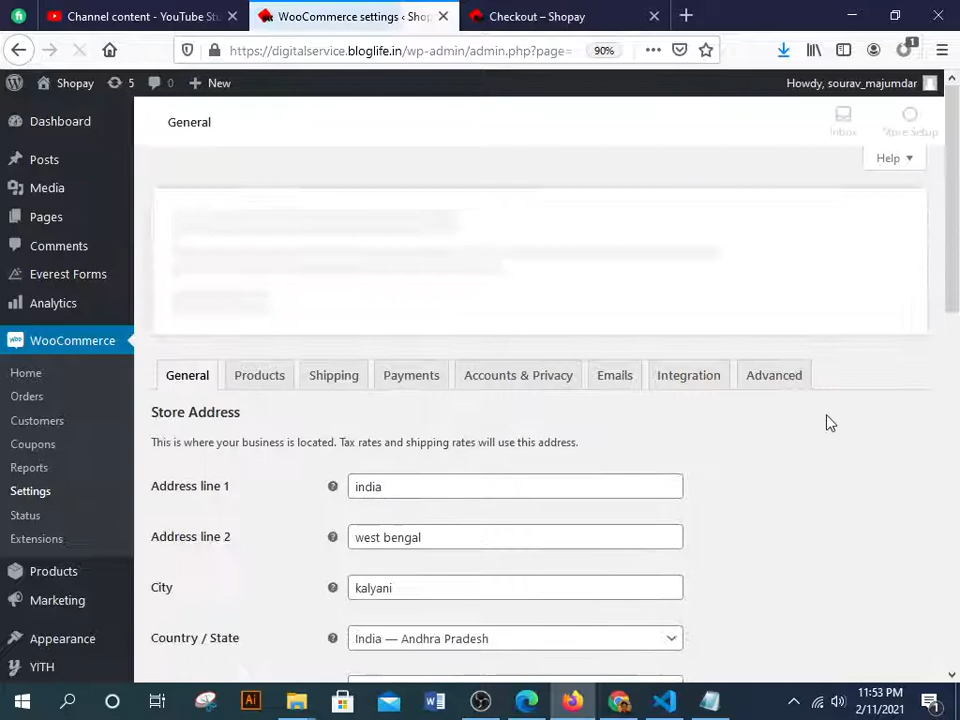 Channel content - YouTube Stu
WooCommerce settings ‹ Shop
Checkout – Shopay
https://digitalservice.bloglife.in/wp-admin/admin.php?page=
90%
1
Shopay
5
0
New
Howdy, sourav_majumdar
Dashboard
Posts
Media
Pages
Comments
Everest Forms
Analytics
WooCommerce
Home
Orders
Customers
Coupons
Reports
Settings
Status
Extensions
Products
Marketing
Appearance
YITH
General
Inbox
Store Setup
Help
General
Products
Shipping
Payments
Accounts & Privacy
Emails
Integration
Advanced
Store Address
This is where your business is located. Tax rates and shipping rates will use this address.
Address line 1
india
Address line 2
west bengal
City
kalyani
Country / State
India — Andhra Pradesh
11:53 PM
2/11/2021
1